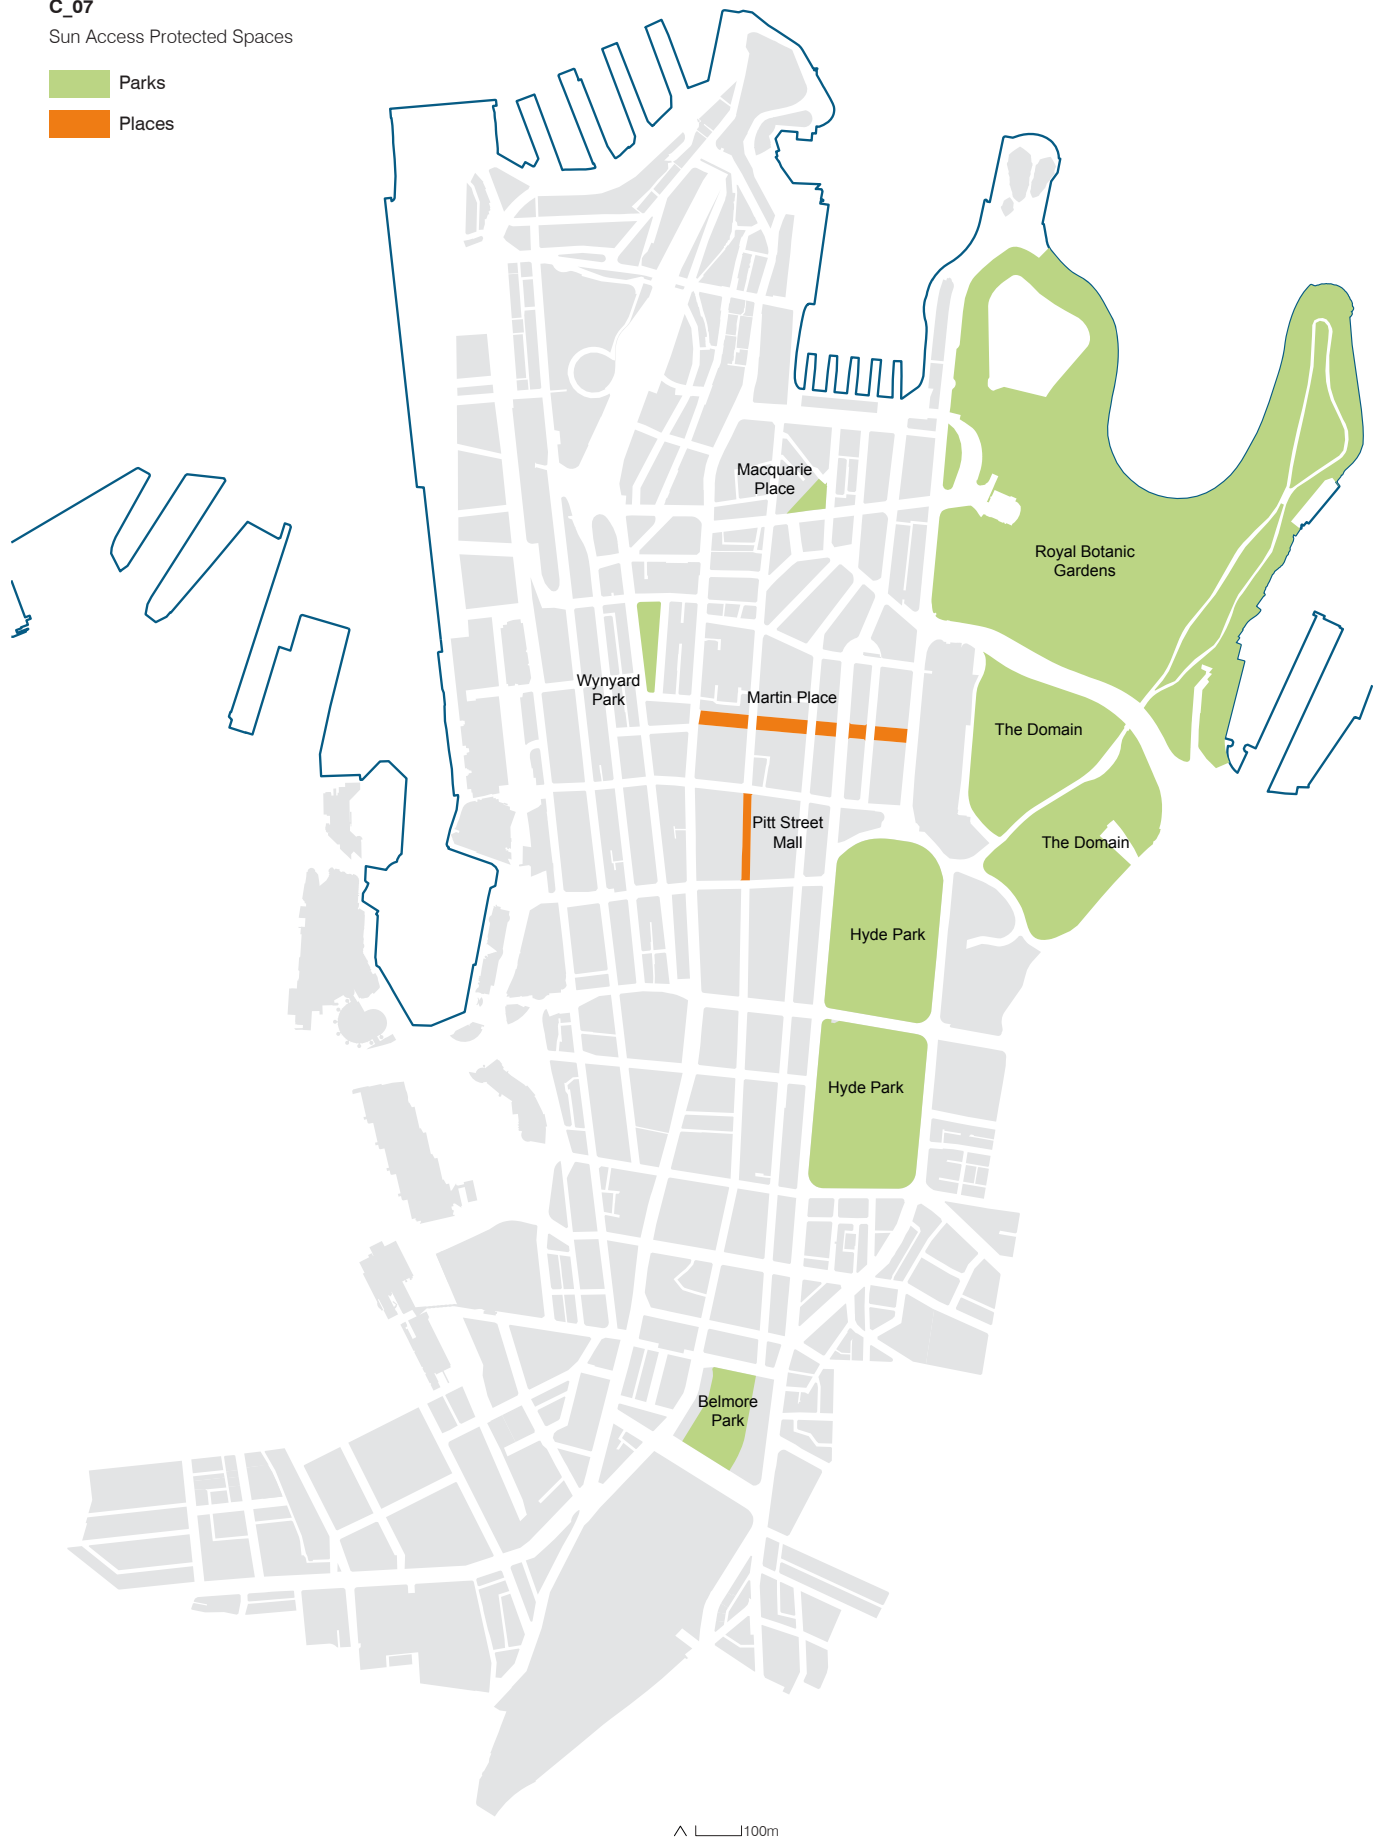 C_07
Sun Access Protected Spaces
Parks
Places
Macquarie
Place
Royal Botanic
Gardens
Wynyard
Park
Martin Place
The Domain
Pitt Street
Mall
The Domain
Hyde Park
Hyde Park
Belmore
Park
100m